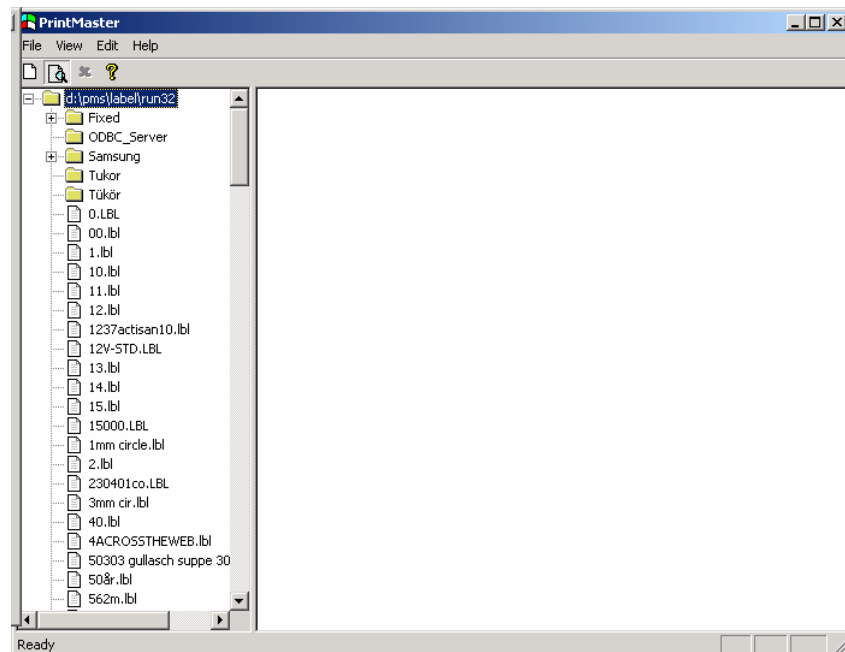 PrintMaster
File View Edit Help
d:\pms\label\run32
Fixed
ODBC_Server
Samsung
Tukor
Tükör
0.LBL
00.lbl
1.lbl
10.lbl
11.lbl
12.lbl
1237actisan10.lbl
12V-STD.LBL
13.lbl
14.lbl
15.lbl
15000.LBL
1mm circle.lbl
2.lbl
230401co.LBL
3mm cir.lbl
40.lbl
4ACROSSTHEWEB.lbl
50303 gullasch suppe 30
50år.lbl
562m.lbl
Ready